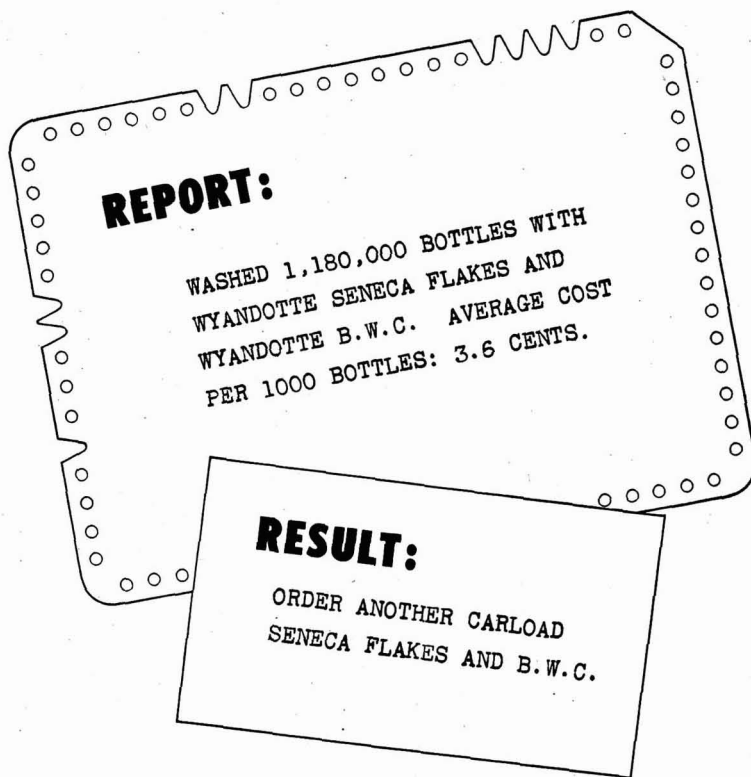 REPORT:
WASHED 1,180,000 BOTTLES WITH
WYANDOTTE SENECA FLAKES AND
WYANDOTTE B.W.C. AVERAGE COST
PER 1000 BOTTLES: 3.6 CENTS.
RESULT:
ORDER ANOTHER CARLOAD
SENECA FLAKES AND B.W.C.